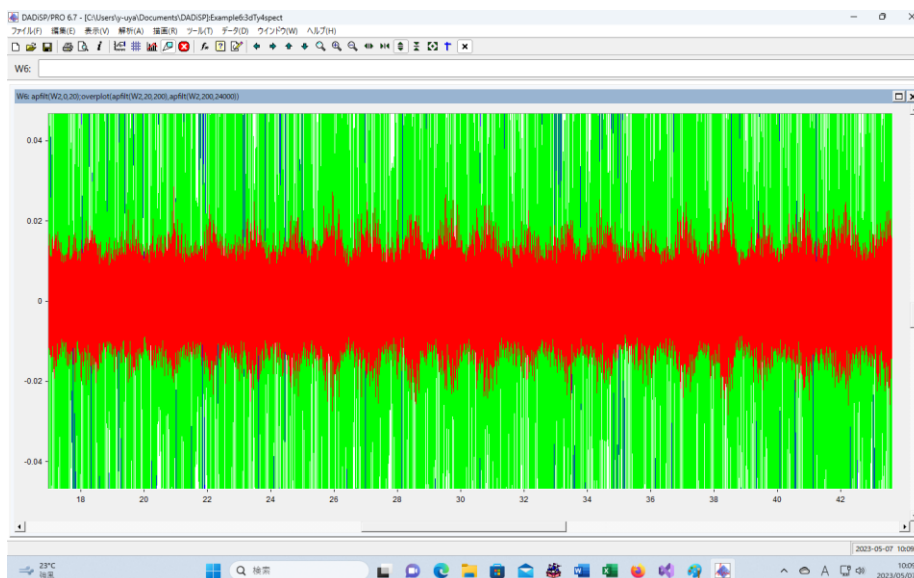 DADiSP/PRO 6.7 - [C:\Users\y-uya\Documents\DADiSP]:Example6:3dTy4spect
ファイル(F) 編集(E) 表示(V) 解析(A) 描画(R) ツール(T) データ(D) ウインドウ(W) ヘルプ(H)
W6:
W6: apfilt(W2,0,20);overplot(apfilt(W2,20,200),apfilt(W2,200,24000))
0.04
0.02
0
-0.02
-0.04
18 20 22 24 26 28 30 32 34 36 38 40 42
2023-05-07 10:09
23°C
検索
A
10:09